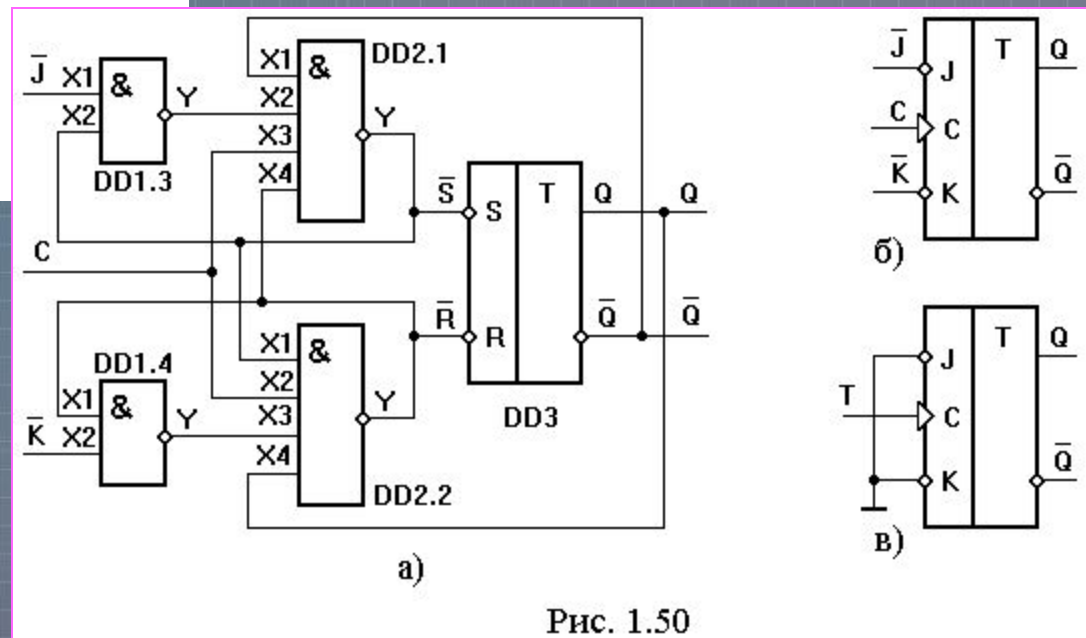 J̅ X1 & Y
X2
DD1.3
X1 & DD2.1
X2
X3 Y
X4
C
S̅ S T Q Q
R̅ R Q̅ Q̅
DD3
DD1.4
X1 & Y
K̅ X2
X1 &
X2 Y
X3
X4
DD2.2
а)
J̅ J T Q
C C
K̅ K Q̅
б)
J T Q
T C
K Q̅
в)
Рис. 1.50